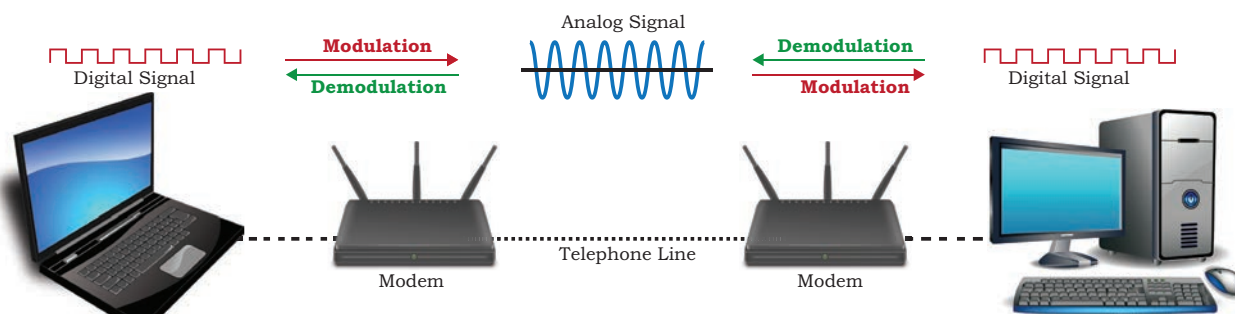 Analog Signal
Modulation
Demodulation
Digital Signal
Demodulation
Modulation
Digital Signal
Telephone Line
Modem
Modem